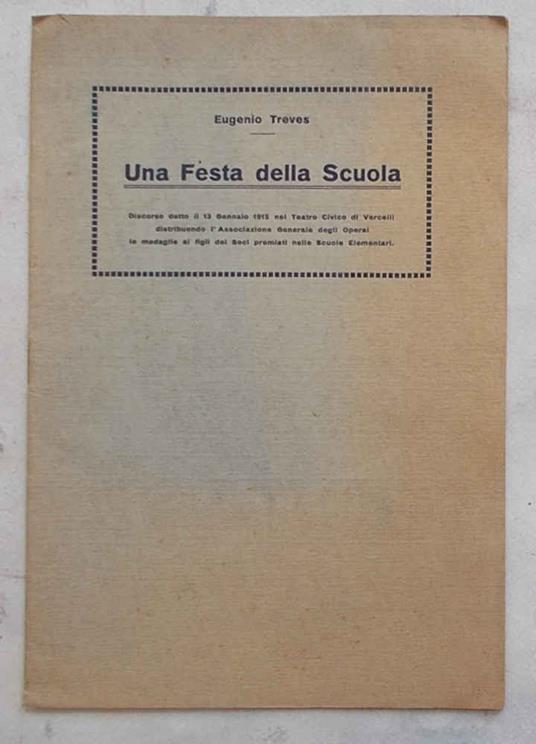 Eugenio Treves
Una Festa della Scuola
Discorso detto il 13 Gennaio 1915 nel Teatro Civico di Vercelli
distribuendo l'Associazione Generale degli Operai
le medaglie ai figli dei Soci premiati nelle Scuole Elementari.